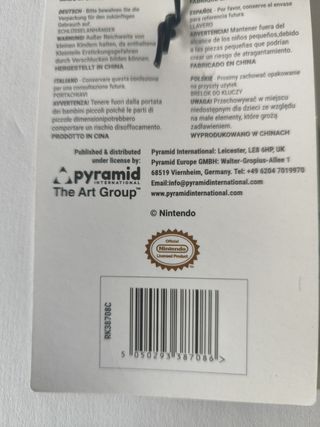 DEUTSCH - Bitte bewahren Sie die
Verpackung für den zukünftigen
Gebrauch auf.
SCHLÜSSELANHÄNGER
WARNUNG! Außer Reichweite von
kleinen Kindern halten, da enthaltene
Kleinteile Erstickungsgefahren
durch Verschlucken bilden können.
HERGESTELLT IN CHINA
ITALIANO - Conservare questa confezione
per una consultazione futura.
PORTACHIAVI
AVVERTENZA: Tenere fuori dalla portata
dei bambini piccoli poiché le parti di
piccole dimensionipotrebbero
comportare un rischio disoffocamento.
PRODOTTO IN CINA
ESPAÑOL - Por favor, conserve el envase
para referencia futura
LLAVERO
ADVERTENCIA! Mantener fuera del
alcance de los niños pequeños,debido
a las piezas pequeñas que podrían
crear un riesgo de atragantamiento.
FABRICADO EN CHINA
POLSKIE - Prosimy zachować opakowanie
na przyszły użytek.
BRELOK DO KLUCZY
UWAGA! Przechowywać w miejscu
niedostępnym dla dzieci ze względu
na małe elementy, które grożą
zadławieniem.
WYPRODUKOWANO W CHINACH
Published & distributed
under license by:
pyramid
INTERNATIONAL
The Art Group™
Pyramid International: Leicester, LE8 6HP, UK
Pyramid Europe GMBH: Walter-Gropius-Allee 1
68519 Viernheim, Germany. Tel: +49 6204 7019970
Email:info@pyramidinternational.com
www.pyramidinternational.com
© Nintendo
Official
Nintendo
Licensed Product
RK38708C
5 050293 387086 >